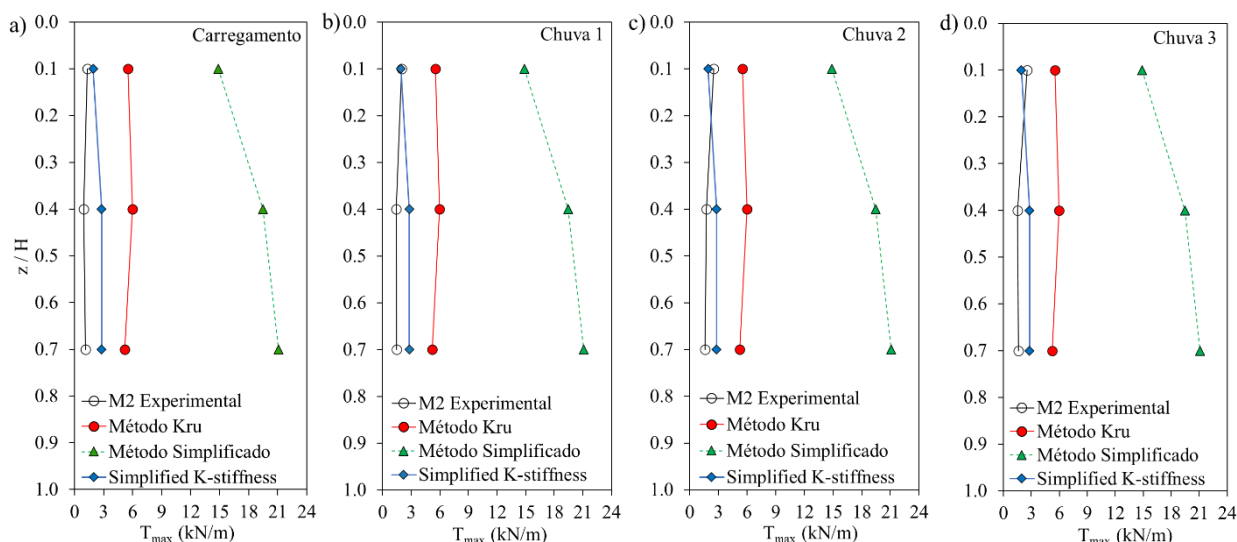 a)
Carregamento
0.0
0.1
0.2
0.3
0.4
0.5
0.6
0.7
0.8
0.9
1.0
z / H
M2 Experimental
Método Kru
Método Simplificado
Simplified K-stiffness
0 3 6 9 12 15 18 21 24
Tmax (kN/m)
b)
Chuva 1
0.0
0.1
0.2
0.3
0.4
0.5
0.6
0.7
0.8
0.9
1.0
M2 Experimental
Método Kru
Método Simplificado
Simplified K-stiffness
0 3 6 9 12 15 18 21 24
Tmax (kN/m)
c)
Chuva 2
0.0
0.1
0.2
0.3
0.4
0.5
0.6
0.7
0.8
0.9
1.0
M2 Experimental
Método Kru
Método Simplificado
Simplified K-stiffness
0 3 6 9 12 15 18 21 24
Tmax (kN/m)
d)
Chuva 3
0.0
0.1
0.2
0.3
0.4
0.5
0.6
0.7
0.8
0.9
1.0
M2 Experimental
Método Kru
Método Simplificado
Simplified K-stiffness
0 3 6 9 12 15 18 21 24
Tmax (kN/m)